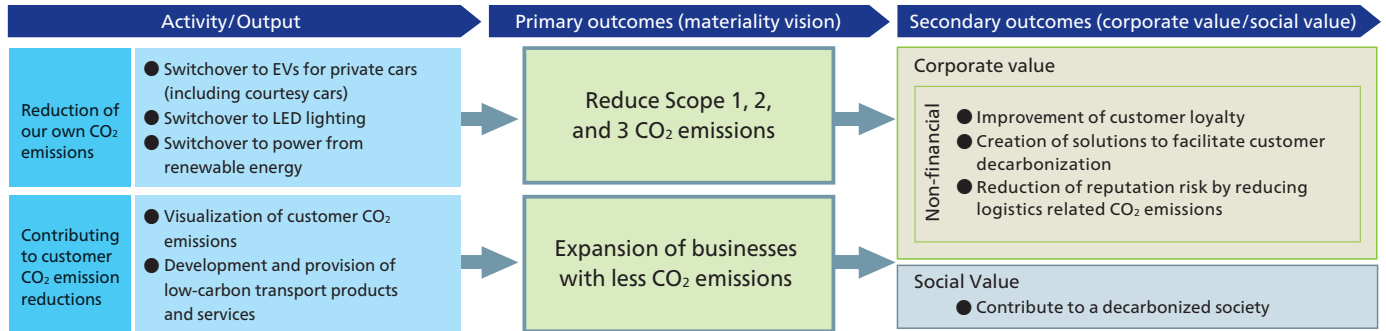 Activity/Output
Primary outcomes (materiality vision)
Secondary outcomes (corporate value/social value)
Reduction of
our own CO₂
emissions
● Switchover to EVs for private cars
(including courtesy cars)
● Switchover to LED lighting
● Switchover to power from
renewable energy
Reduce Scope 1, 2,
and 3 CO₂ emissions
Contributing
to customer
CO₂ emission
reductions
● Visualization of customer CO₂
emissions
● Development and provision of
low-carbon transport products
and services
Expansion of businesses
with less CO₂ emissions
Corporate value
Non-financial
● Improvement of customer loyalty
● Creation of solutions to facilitate customer
decarbonization
● Reduction of reputation risk by reducing
logistics related CO₂ emissions
Social Value
● Contribute to a decarbonized society